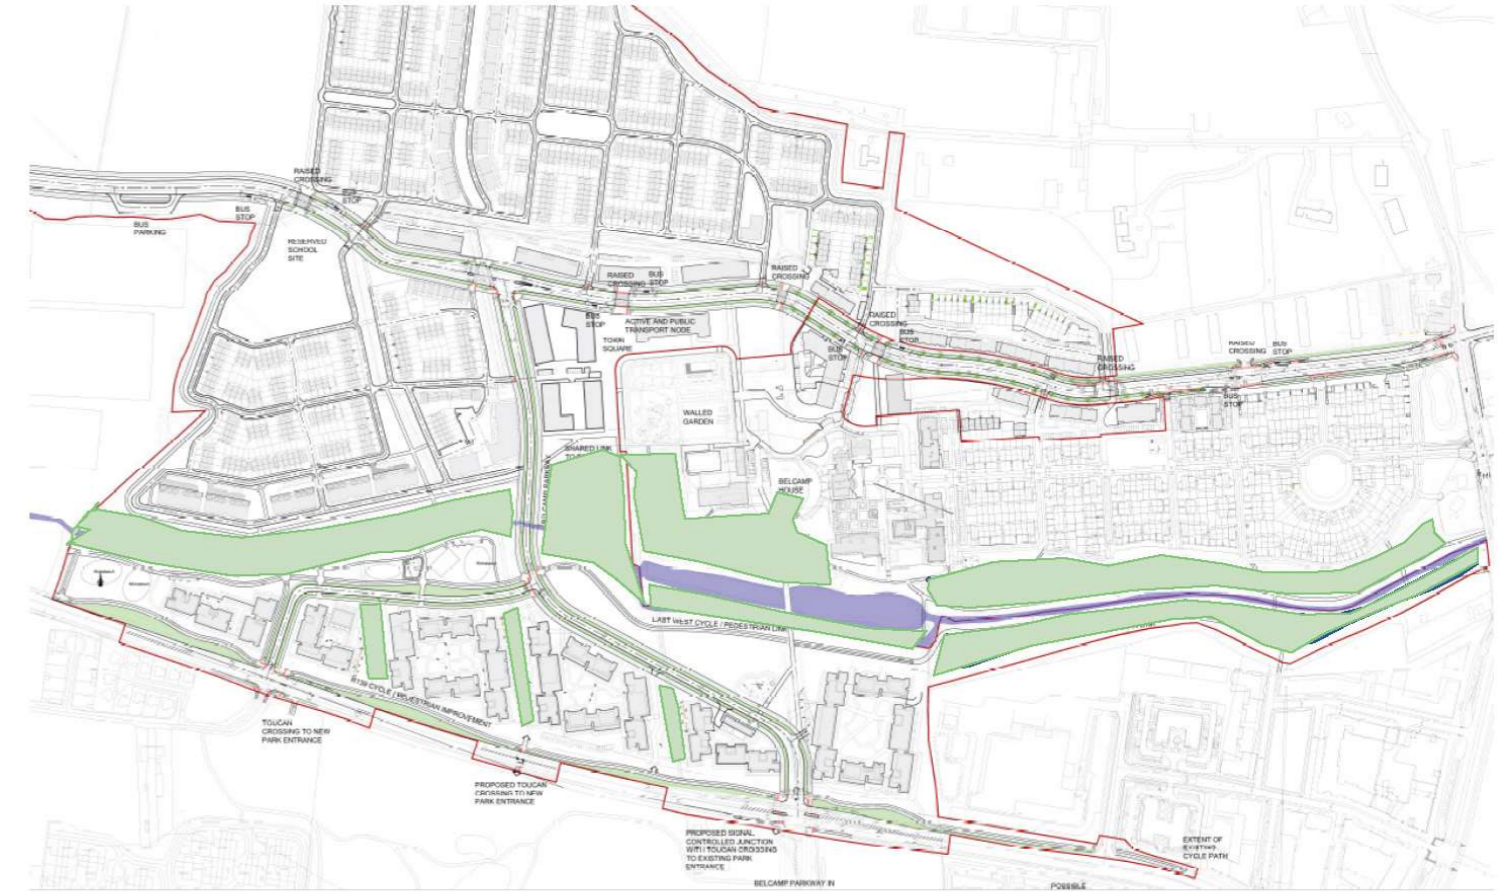 RAISED
CROSSING
BUS
STOP
BUS
STOP
BUS
PARKING
RESERVED
SCHOOL
SITE
RAISED
CROSSING
BUS
STOP
BUS
STOP
ACTIVE AND PUBLIC
TRANSPORT NODE
TOWN
SQUARE
RAISED
CROSSING
RAISED
CROSSING
BUS
STOP
BUS
STOP
RAISED
CROSSING
RAISED
CROSSING
BUS
STOP
BUS
STOP
WALLED
GARDEN
SHARED LINK
BELCAMP PARKWAY
BELCAMP
HOUSE
EAST WEST CYCLE / PEDESTRIAN LINK
R139 CYCLE / PEDESTRIAN IMPROVEMENT
TOUCAN
CROSSING TO NEW
PARK ENTRANCE
PROPOSED TOUCAN
CROSSING TO NEW
PARK ENTRANCE
PROPOSED SIGNAL
CONTROLLED JUNCTION
WITH TOUCAN CROSSING
TO EXISTING PARK
ENTRANCE
EXTENT OF
EXISTING
CYCLE PATH
BELCAMP PARKWAY IN
POSSIBLE